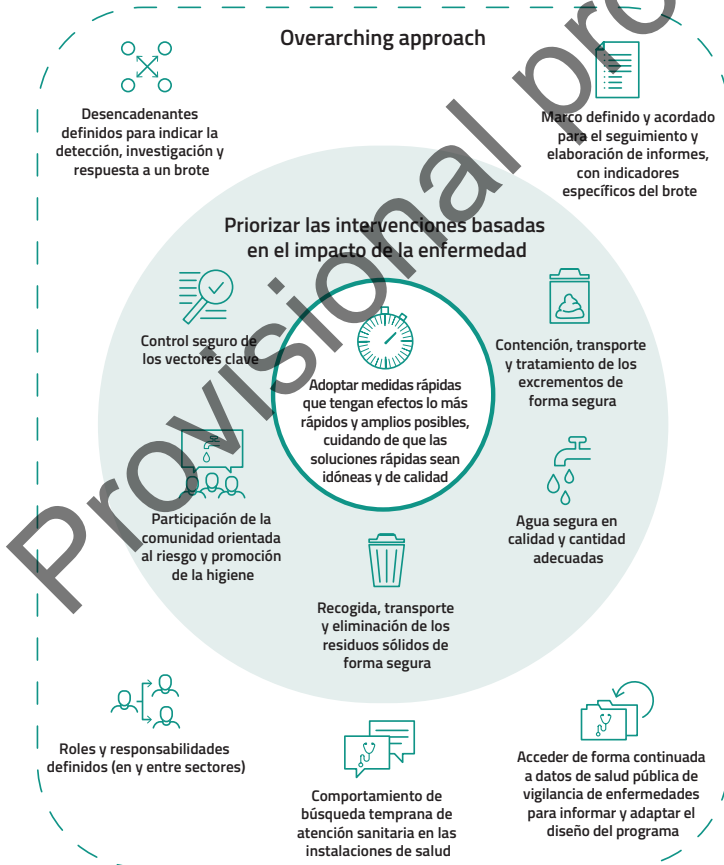 Overarching approach
Desencadenantes
definidos para indicar la
detección, investigación y
respuesta a un brote
Marco definido y acordado
para el seguimiento y
elaboración de informes,
con indicadores
específicos del brote
Priorizar las intervenciones basadas
en el impacto de la enfermedad
Control seguro de
los vectores clave
Adoptar medidas rápidas
que tengan efectos lo más
rápidos y amplios posibles,
cuidando de que las
soluciones rápidas sean
idóneas y de calidad
Contención, transporte
y tratamiento de los
excrementos de
forma segura
Participación de la
comunidad orientada
al riesgo y promoción
de la higiene
Agua segura en
calidad y cantidad
adecuadas
Recogida, transporte
y eliminación de los
residuos sólidos de
forma segura
Roles y responsabilidades
definidos (en y entre sectores)
Comportamiento de
búsqueda temprana de
atención sanitaria en las
instalaciones de salud
Acceder de forma continuada
a datos de salud pública de
vigilancia de enfermedades
para informar y adaptar el
diseño del programa
Provisional